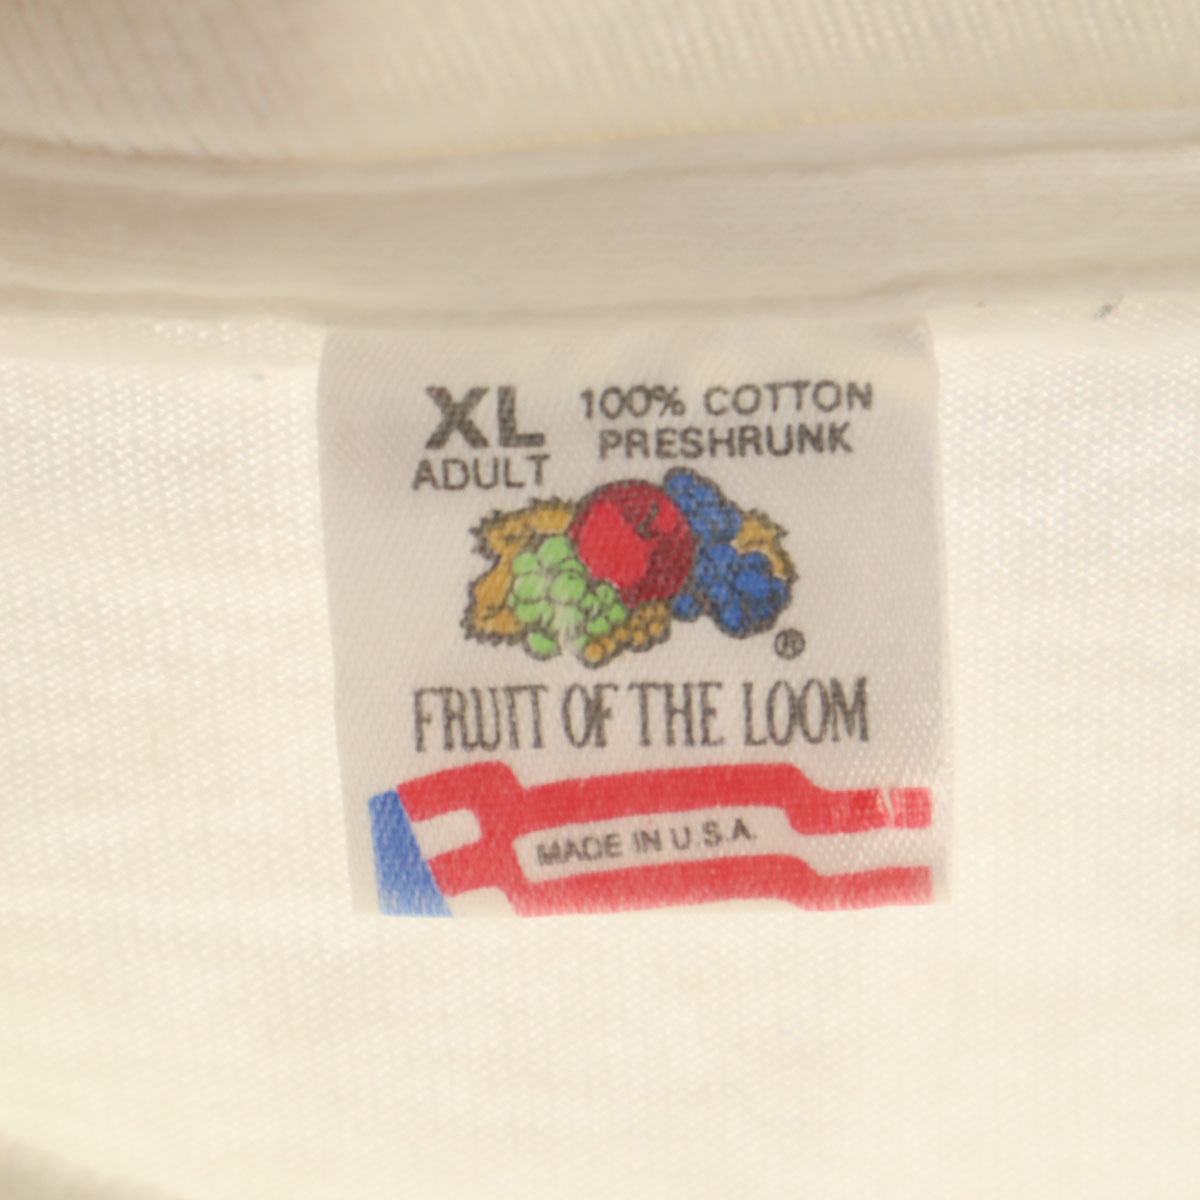 XL
ADULT
100% COTTON
PRESHRUNK
®
FRUIT OF THE LOOM
MADE IN U.S.A.